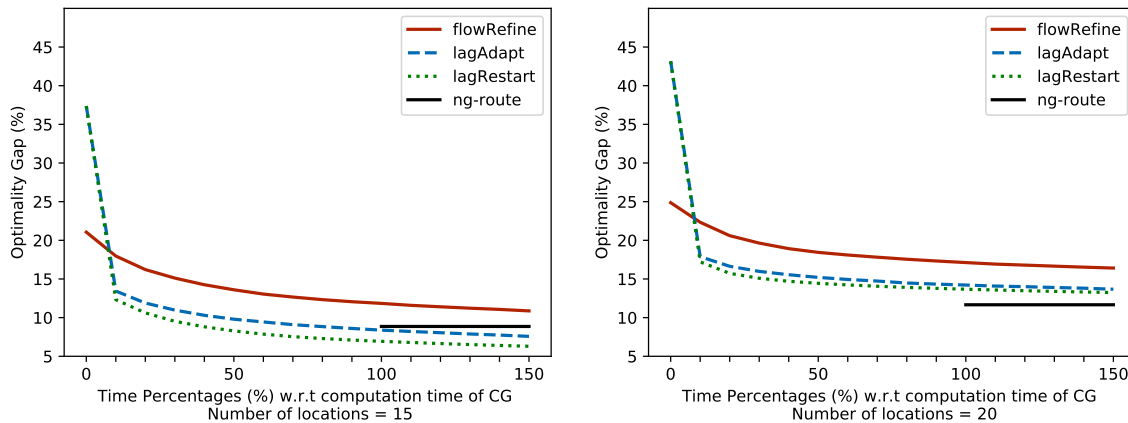 45
40
35
30
25
20
15
10
5
Optimality Gap (%)
flowRefine
lagAdapt
lagRestart
ng-route
0
50
100
150
Time Percentages (%) w.r.t computation time of CG
Number of locations = 15
45
40
35
30
25
20
15
10
5
Optimality Gap (%)
flowRefine
lagAdapt
lagRestart
ng-route
0
50
100
150
Time Percentages (%) w.r.t computation time of CG
Number of locations = 20